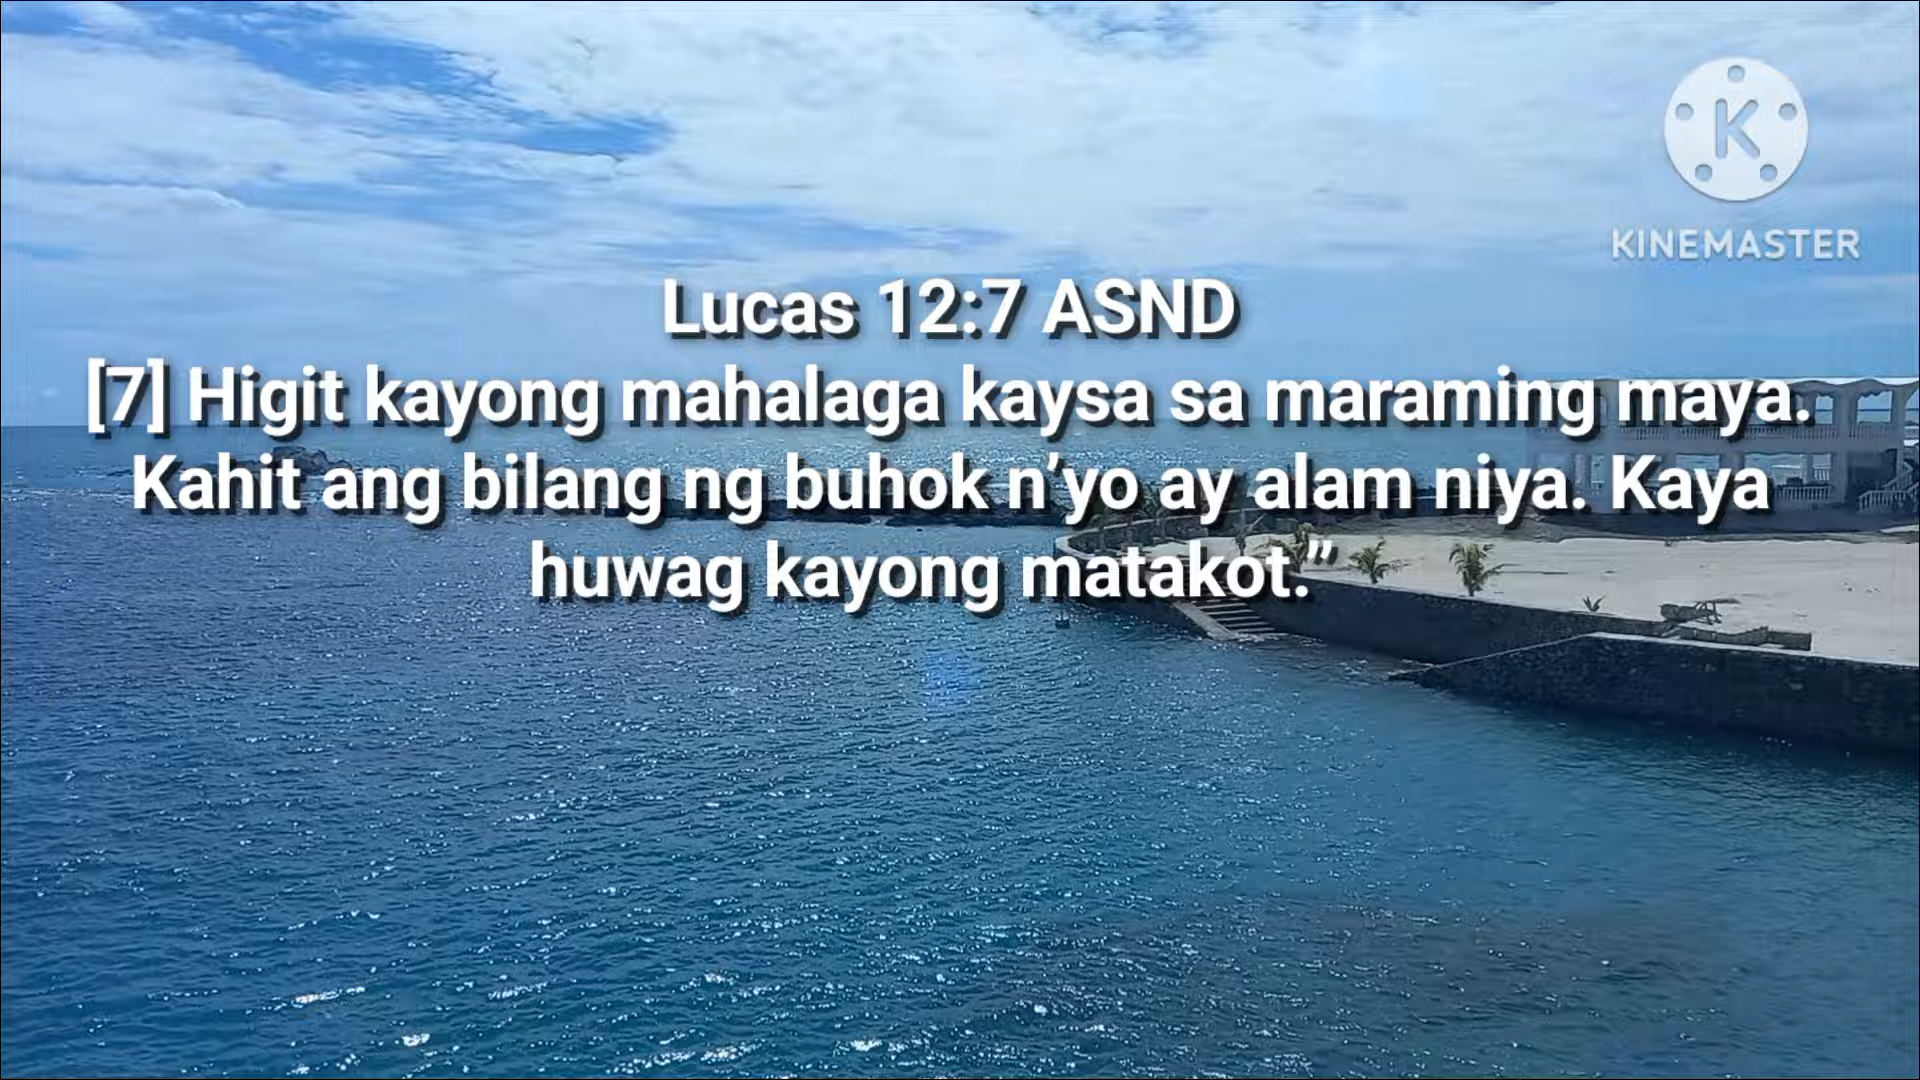 KINEMASTER
Lucas 12:7 ASND
[7] Higit kayong mahalaga kaysa sa maraming maya.
Kahit ang bilang ng buhok n’yo ay alam niya. Kaya
huwag kayong matakot.”